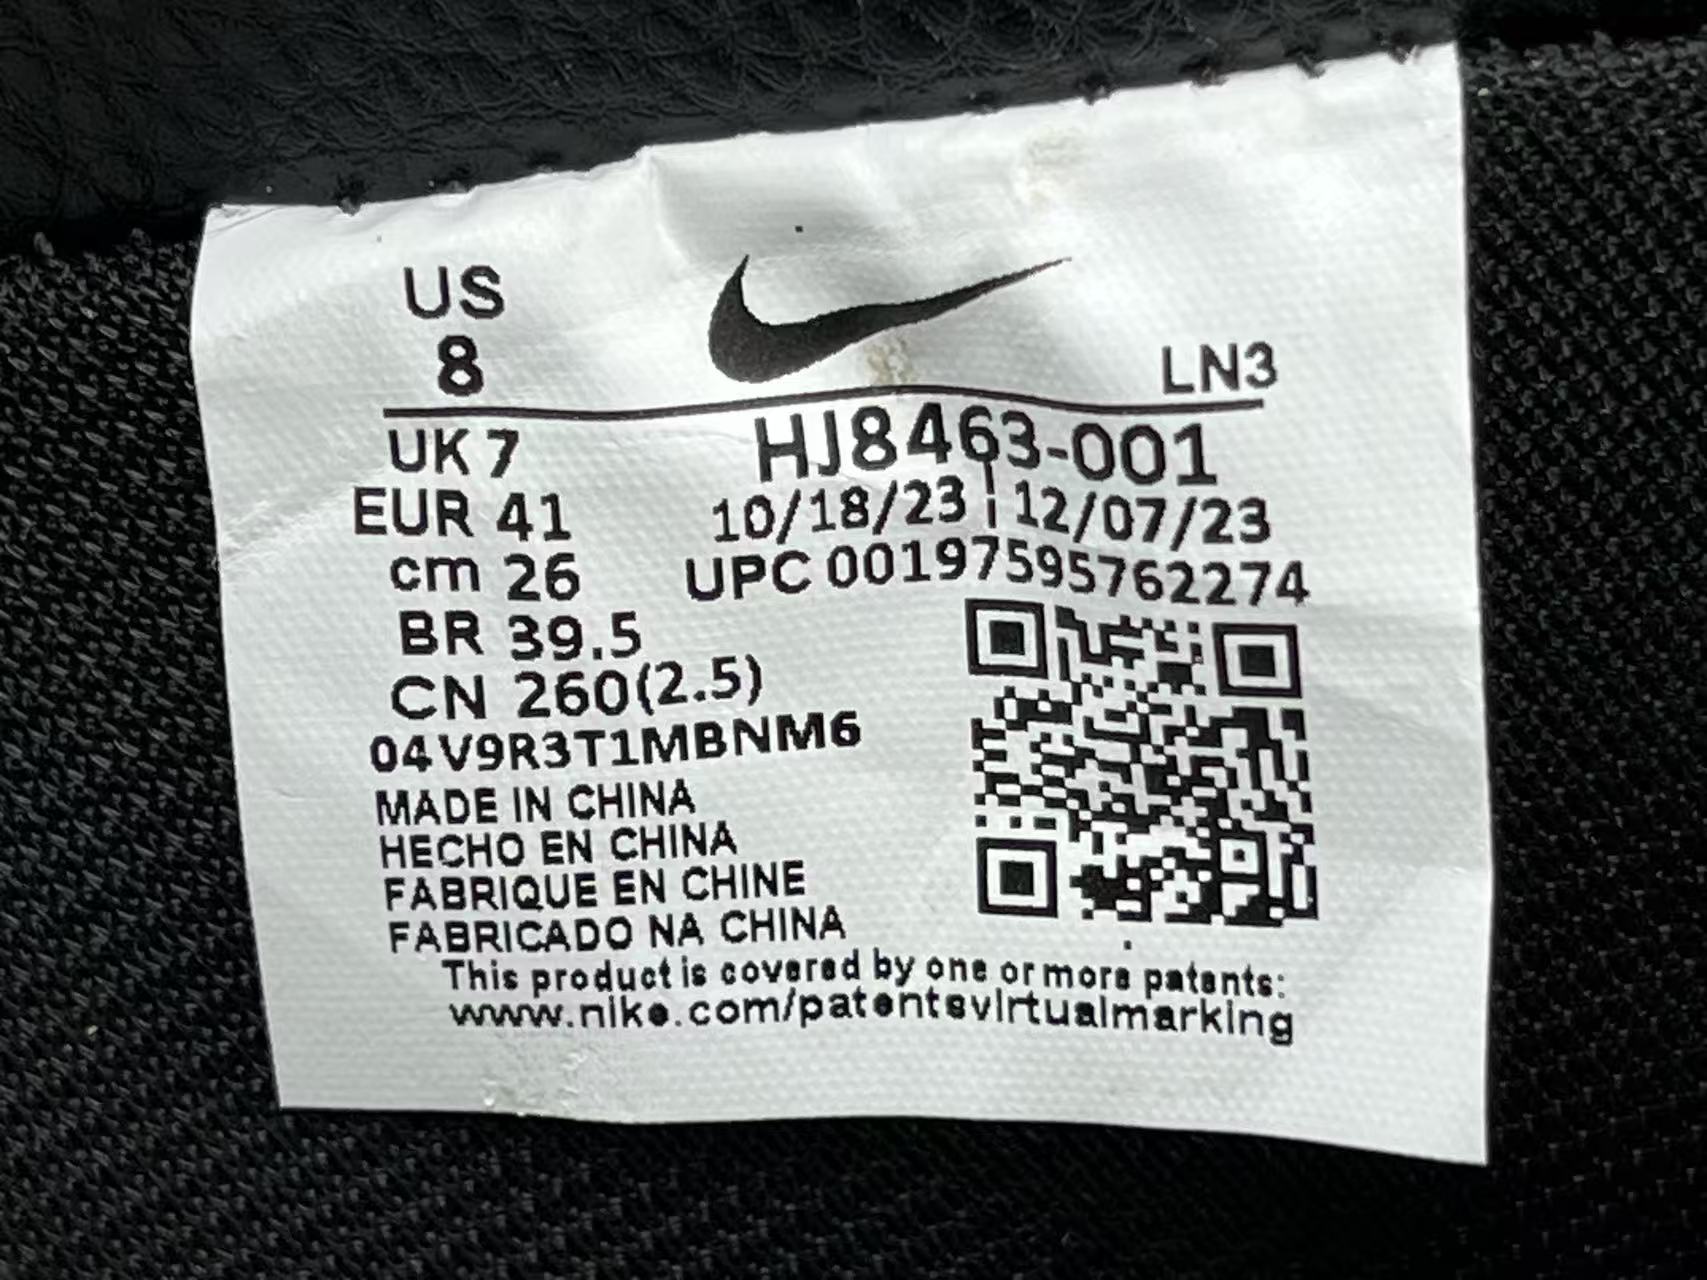 US
8
LN3
UK 7
HJ8463-001
EUR 41
10/18/23 12/07/23
cm 26
UPC 00197595762274
BR 39.5
CN 260(2.5)
04V9R3T1MBNM6
MADE IN CHINA
HECHO EN CHINA
FABRIQUE EN CHINE
FABRICADO NA CHINA
This product is covered by one or more patents:
www.nike.com/patentsvirtualmarking